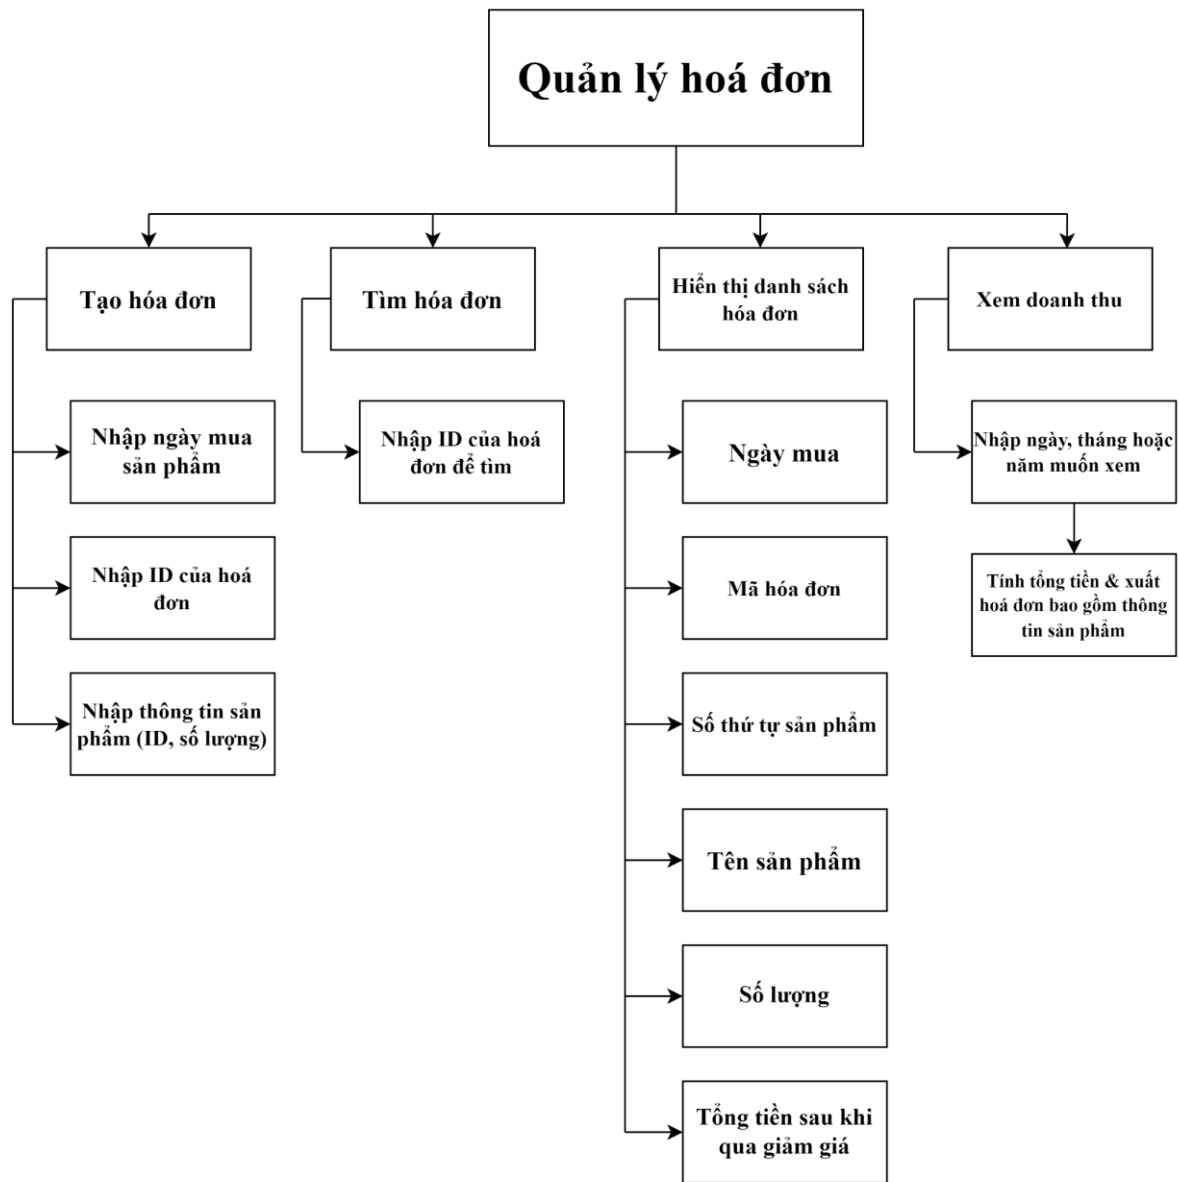 Quản lý hoá đơn
Tạo hóa đơn
Nhập ngày mua
sản phẩm
Nhập ID của hoá
đơn
Nhập thông tin sản
phẩm (ID, số lượng)
Tìm hóa đơn
Nhập ID của hoá
đơn để tìm
Hiển thị danh sách
hóa đơn
Ngày mua
Mã hóa đơn
Số thứ tự sản phẩm
Tên sản phẩm
Số lượng
Tổng tiền sau khi
qua giảm giá
Xem doanh thu
Nhập ngày, tháng hoặc
năm muốn xem
Tính tổng tiền & xuất
hoá đơn bao gồm thông
tin sản phẩm